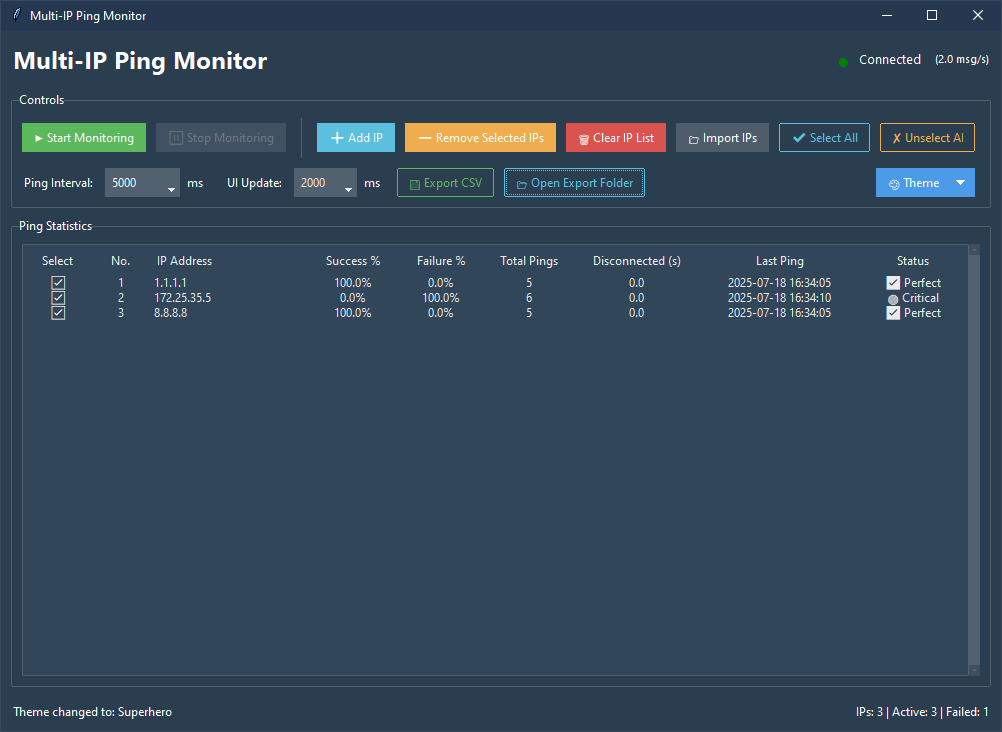 Multi-IP Ping Monitor
Multi-IP Ping Monitor
Connected (2.0 msg/s)
Controls
Start Monitoring Stop Monitoring Add IP Remove Selected IPs Clear IP List Import IPs Select All Unselect Al
Ping Interval: 5000 ms UI Update: 2000 ms Export CSV Open Export Folder Theme
Ping Statistics
Select No. IP Address Success % Failure % Total Pings Disconnected (s) Last Ping Status
1 1.1.1.1 100.0% 0.0% 5 0.0 2025-07-18 16:34:05 Perfect
2 172.25.35.5 0.0% 100.0% 6 0.0 2025-07-18 16:34:10 Critical
3 8.8.8.8 100.0% 0.0% 5 0.0 2025-07-18 16:34:05 Perfect
Theme changed to: Superhero
IPs: 3 | Active: 3 | Failed: 1